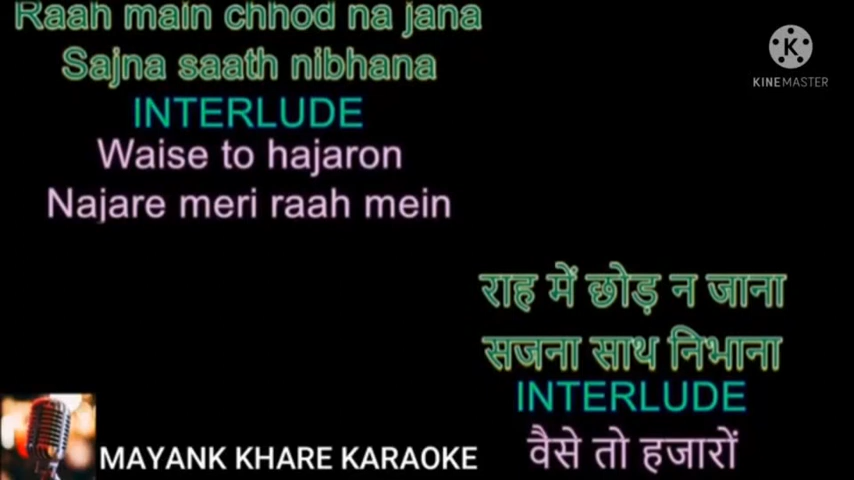 Raah main chhod na jana
Sajna saath nibhana
INTERLUDE
Waise to hajaron
Najare meri raah mein
K
KINEMASTER
राह में छोड़ न जाना
सजना साथ निभाना
INTERLUDE
वैसे तो हजारों
MAYANK KHARE KARAOKE